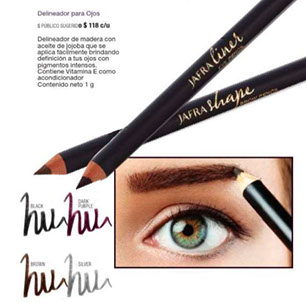 Delineador para Ojos
$ PÚBLICO SUGERIDO $ 118 c/u
Delineador de madera con
aceite de jojoba que se
aplica fácilmente brindando
definición a tus ojos con
pigmentos intensos.
Contiene Vitamina E como
acondicionador
Contenido neto 1 g
JAFRA liner
JAFRA shape
BROW PENCIL
BLACK
DARK
PURPLE
BROWN
SILVER